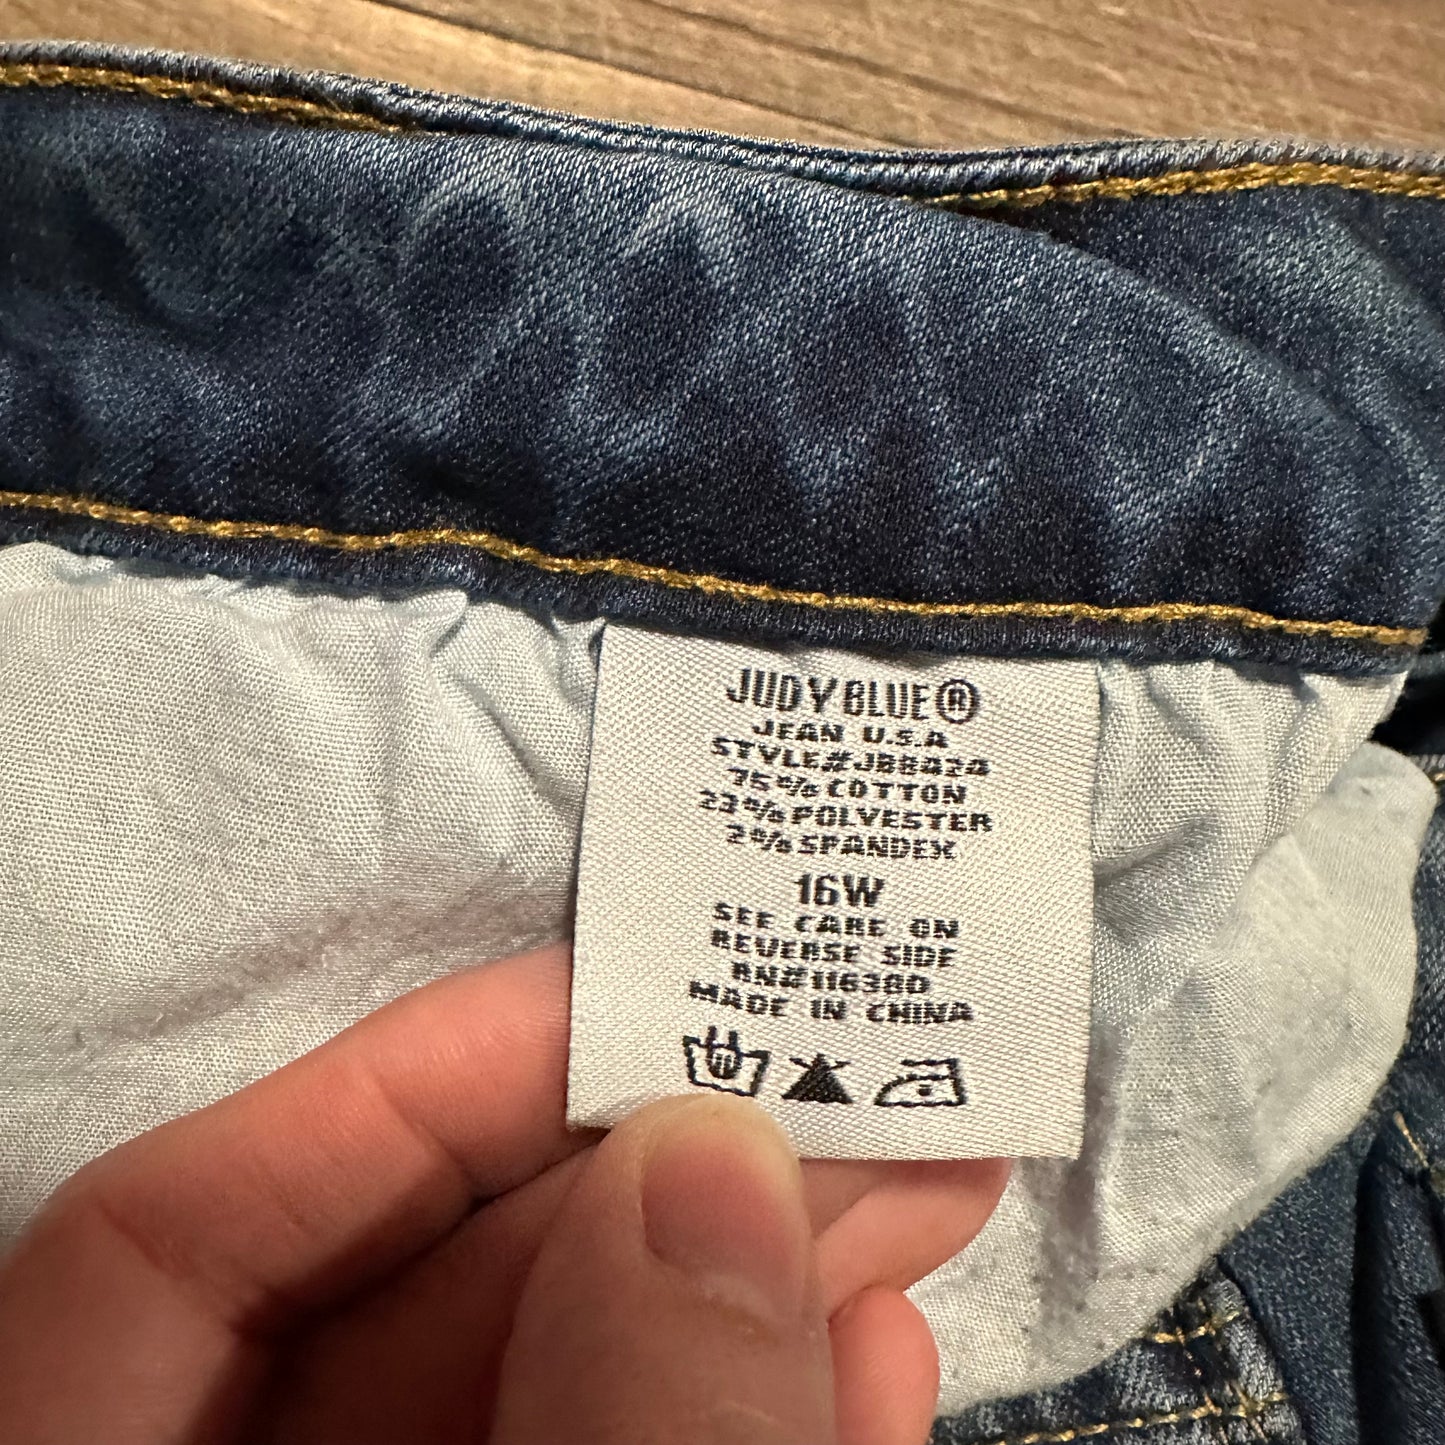 JUDY BLUE®
JEAN U.S.A
STYLE#JB8424
75% COTTON
23% POLYESTER
2% SPANDEX
16W
SEE CARE ON
REVERSE SIDE
RN#116380
MADE IN CHINA